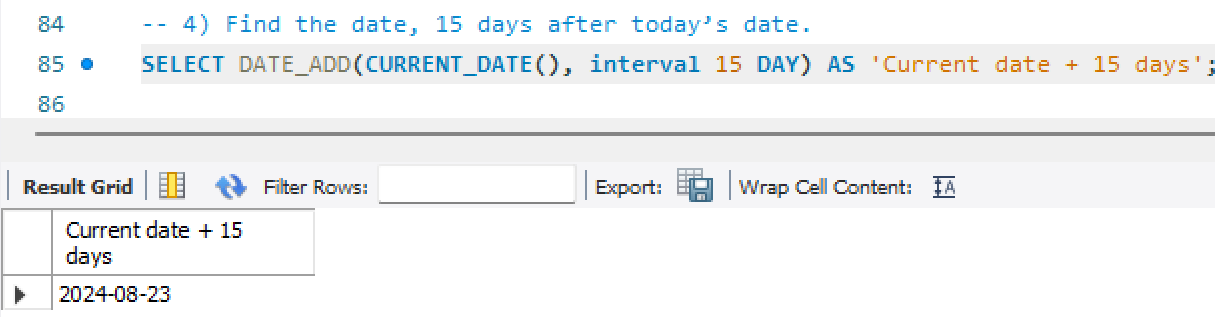 84 -- 4) Find the date, 15 days after today’s date.
85 SELECT DATE_ADD(CURRENT_DATE(), interval 15 DAY) AS 'Current date + 15 days';
86
Result Grid Filter Rows: Export: Wrap Cell Content: IA
Current date + 15
days
2024-08-23